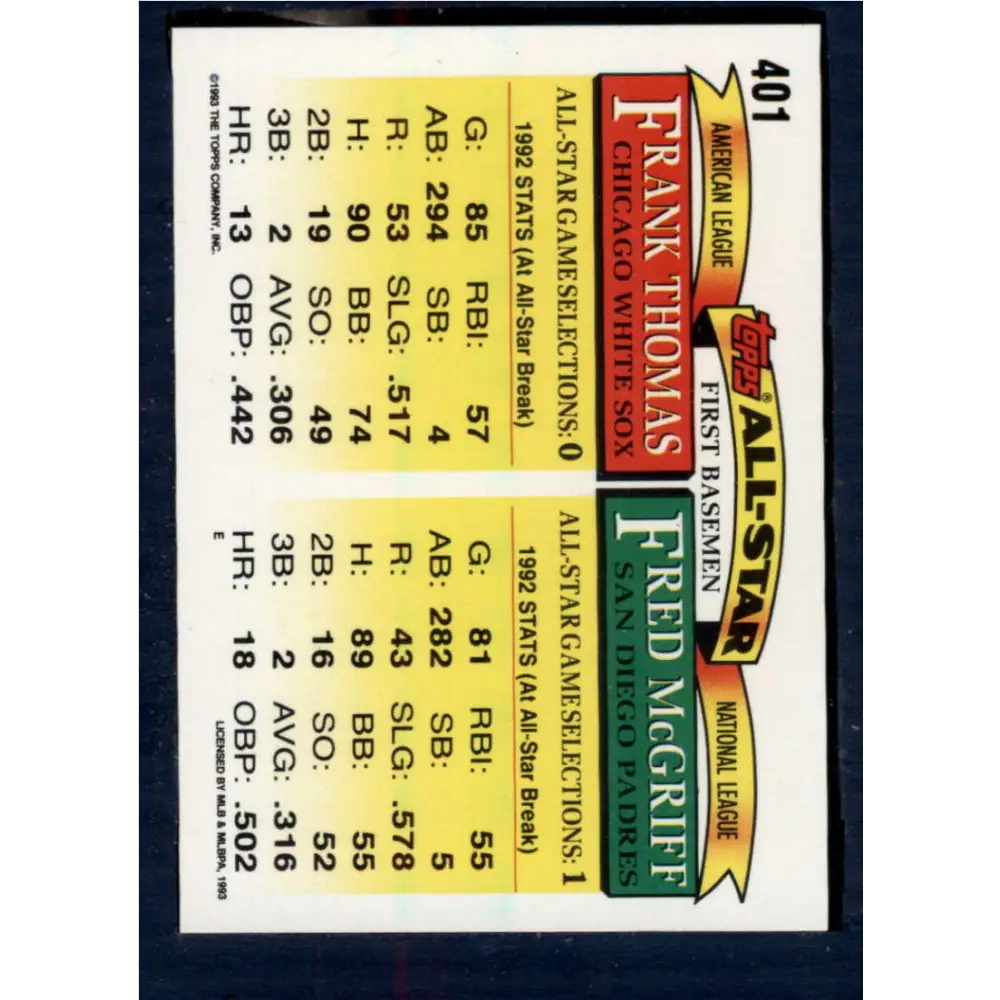 401
topps® ALL-STAR
AMERICAN LEAGUE
FIRST BASEMEN
NATIONAL LEAGUE
FRANK THOMAS
CHICAGO WHITE SOX
ALL-STAR GAME SELECTIONS: 0
1992 STATS (At All-Star Break)
G: 85 RBI: 57
AB: 294 SB: 4
R: 53 SLG: .517
H: 90 BB: 74
2B: 19 SO: 49
3B: 2 AVG: .306
HR: 13 OBP: .442
©1993 THE TOPPS COMPANY, INC.
FRED MCGRIFF
SAN DIEGO PADRES
ALL-STAR GAME SELECTIONS: 1
1992 STATS (At All-Star Break)
G: 81 RBI: 55
AB: 282 SB: 5
R: 43 SLG: .578
H: 89 BB: 55
2B: 16 SO: 52
3B: 2 AVG: .316
HR: 18 OBP: .502
E
LICENSED BY MLB & MLBPA, 1993